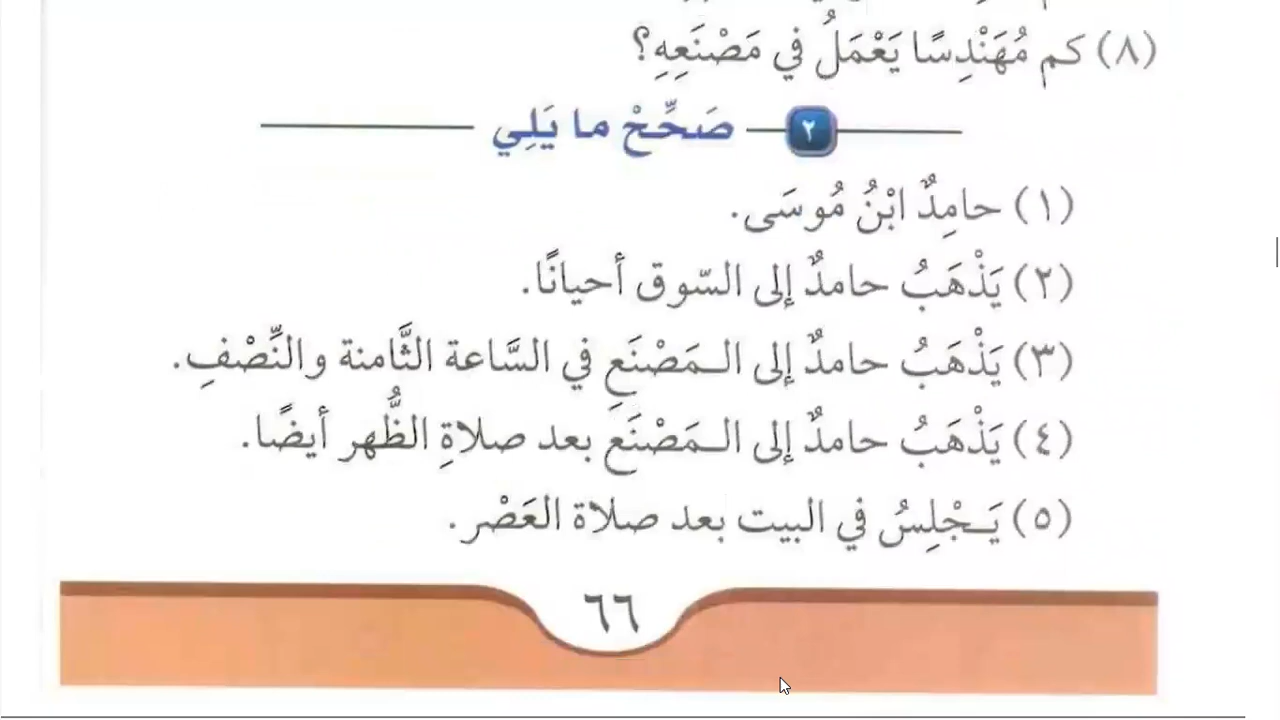 (٨) كم مُهَنْدِسًا يَعْمَلُ في مَصْنَعِهِ؟
٢ صَحِّحْ ما يَلِي
(١) حامِدٌ ابْنُ مُوسَى.
(٢) يَذْهَبُ حامدٌ إلى السّوق أحيانًا.
(٣) يَذْهَبُ حامدٌ إلى الـمَصْنَعِ في السَّاعة الثَّامنة والنِّصْفِ.
(٤) يَذْهَبُ حامدٌ إلى الـمَصْنَعَ بعد صلاةِ الظُّهر أيضًا.
(٥) يَـجْلِسُ في البيت بعد صلاة العَصْر.
٦٦